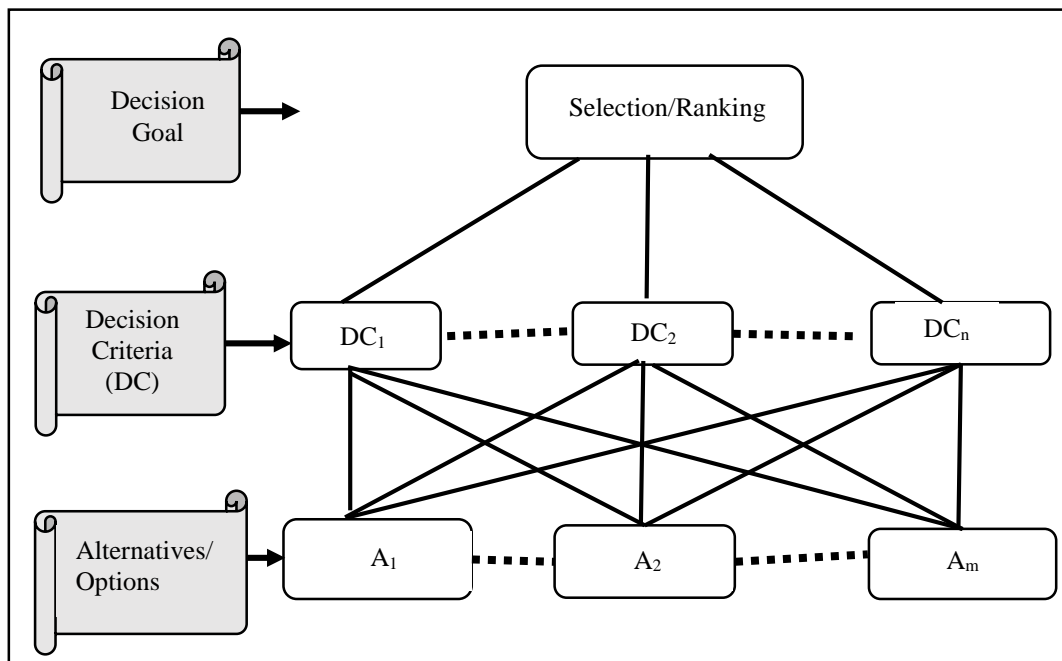 Decision
Goal
Selection/Ranking
Decision
Criteria
(DC)
DC₁
DC₂
DCₙ
Alternatives/
Options
A₁
A₂
Aₘ